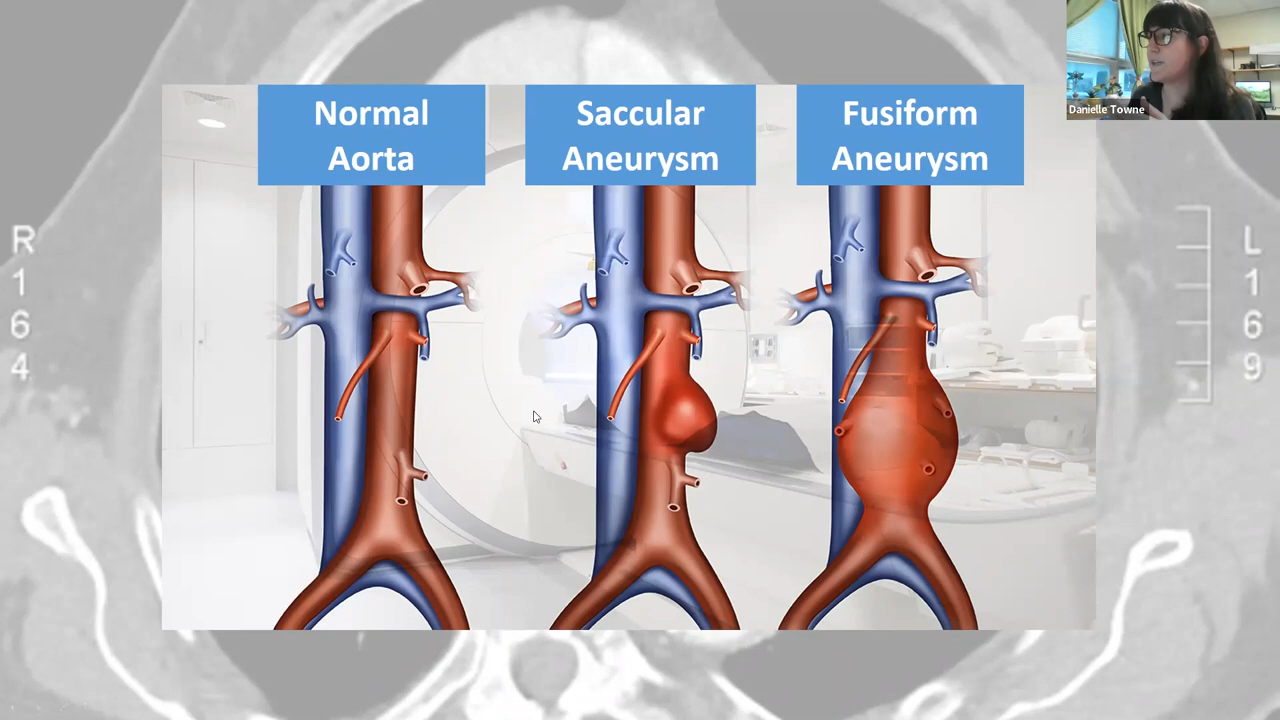 Normal
Aorta
Saccular
Aneurysm
Fusiform
Aneurysm
Danielle Towne
R
1
6
4
L
1
6
9